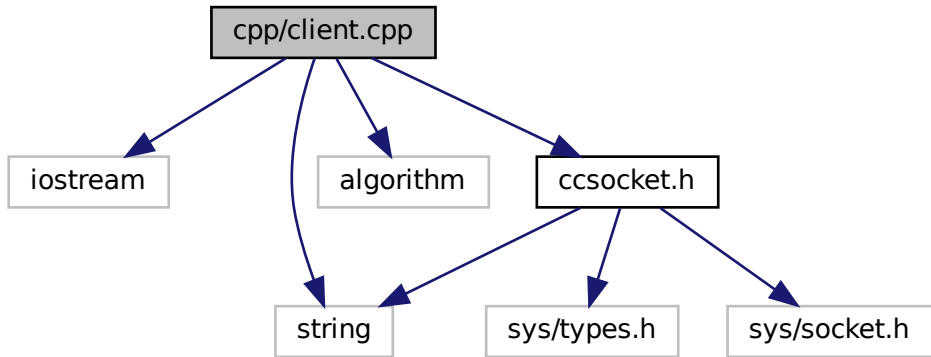 cpp/client.cpp
iostream
algorithm
ccsocket.h
string
sys/types.h
sys/socket.h